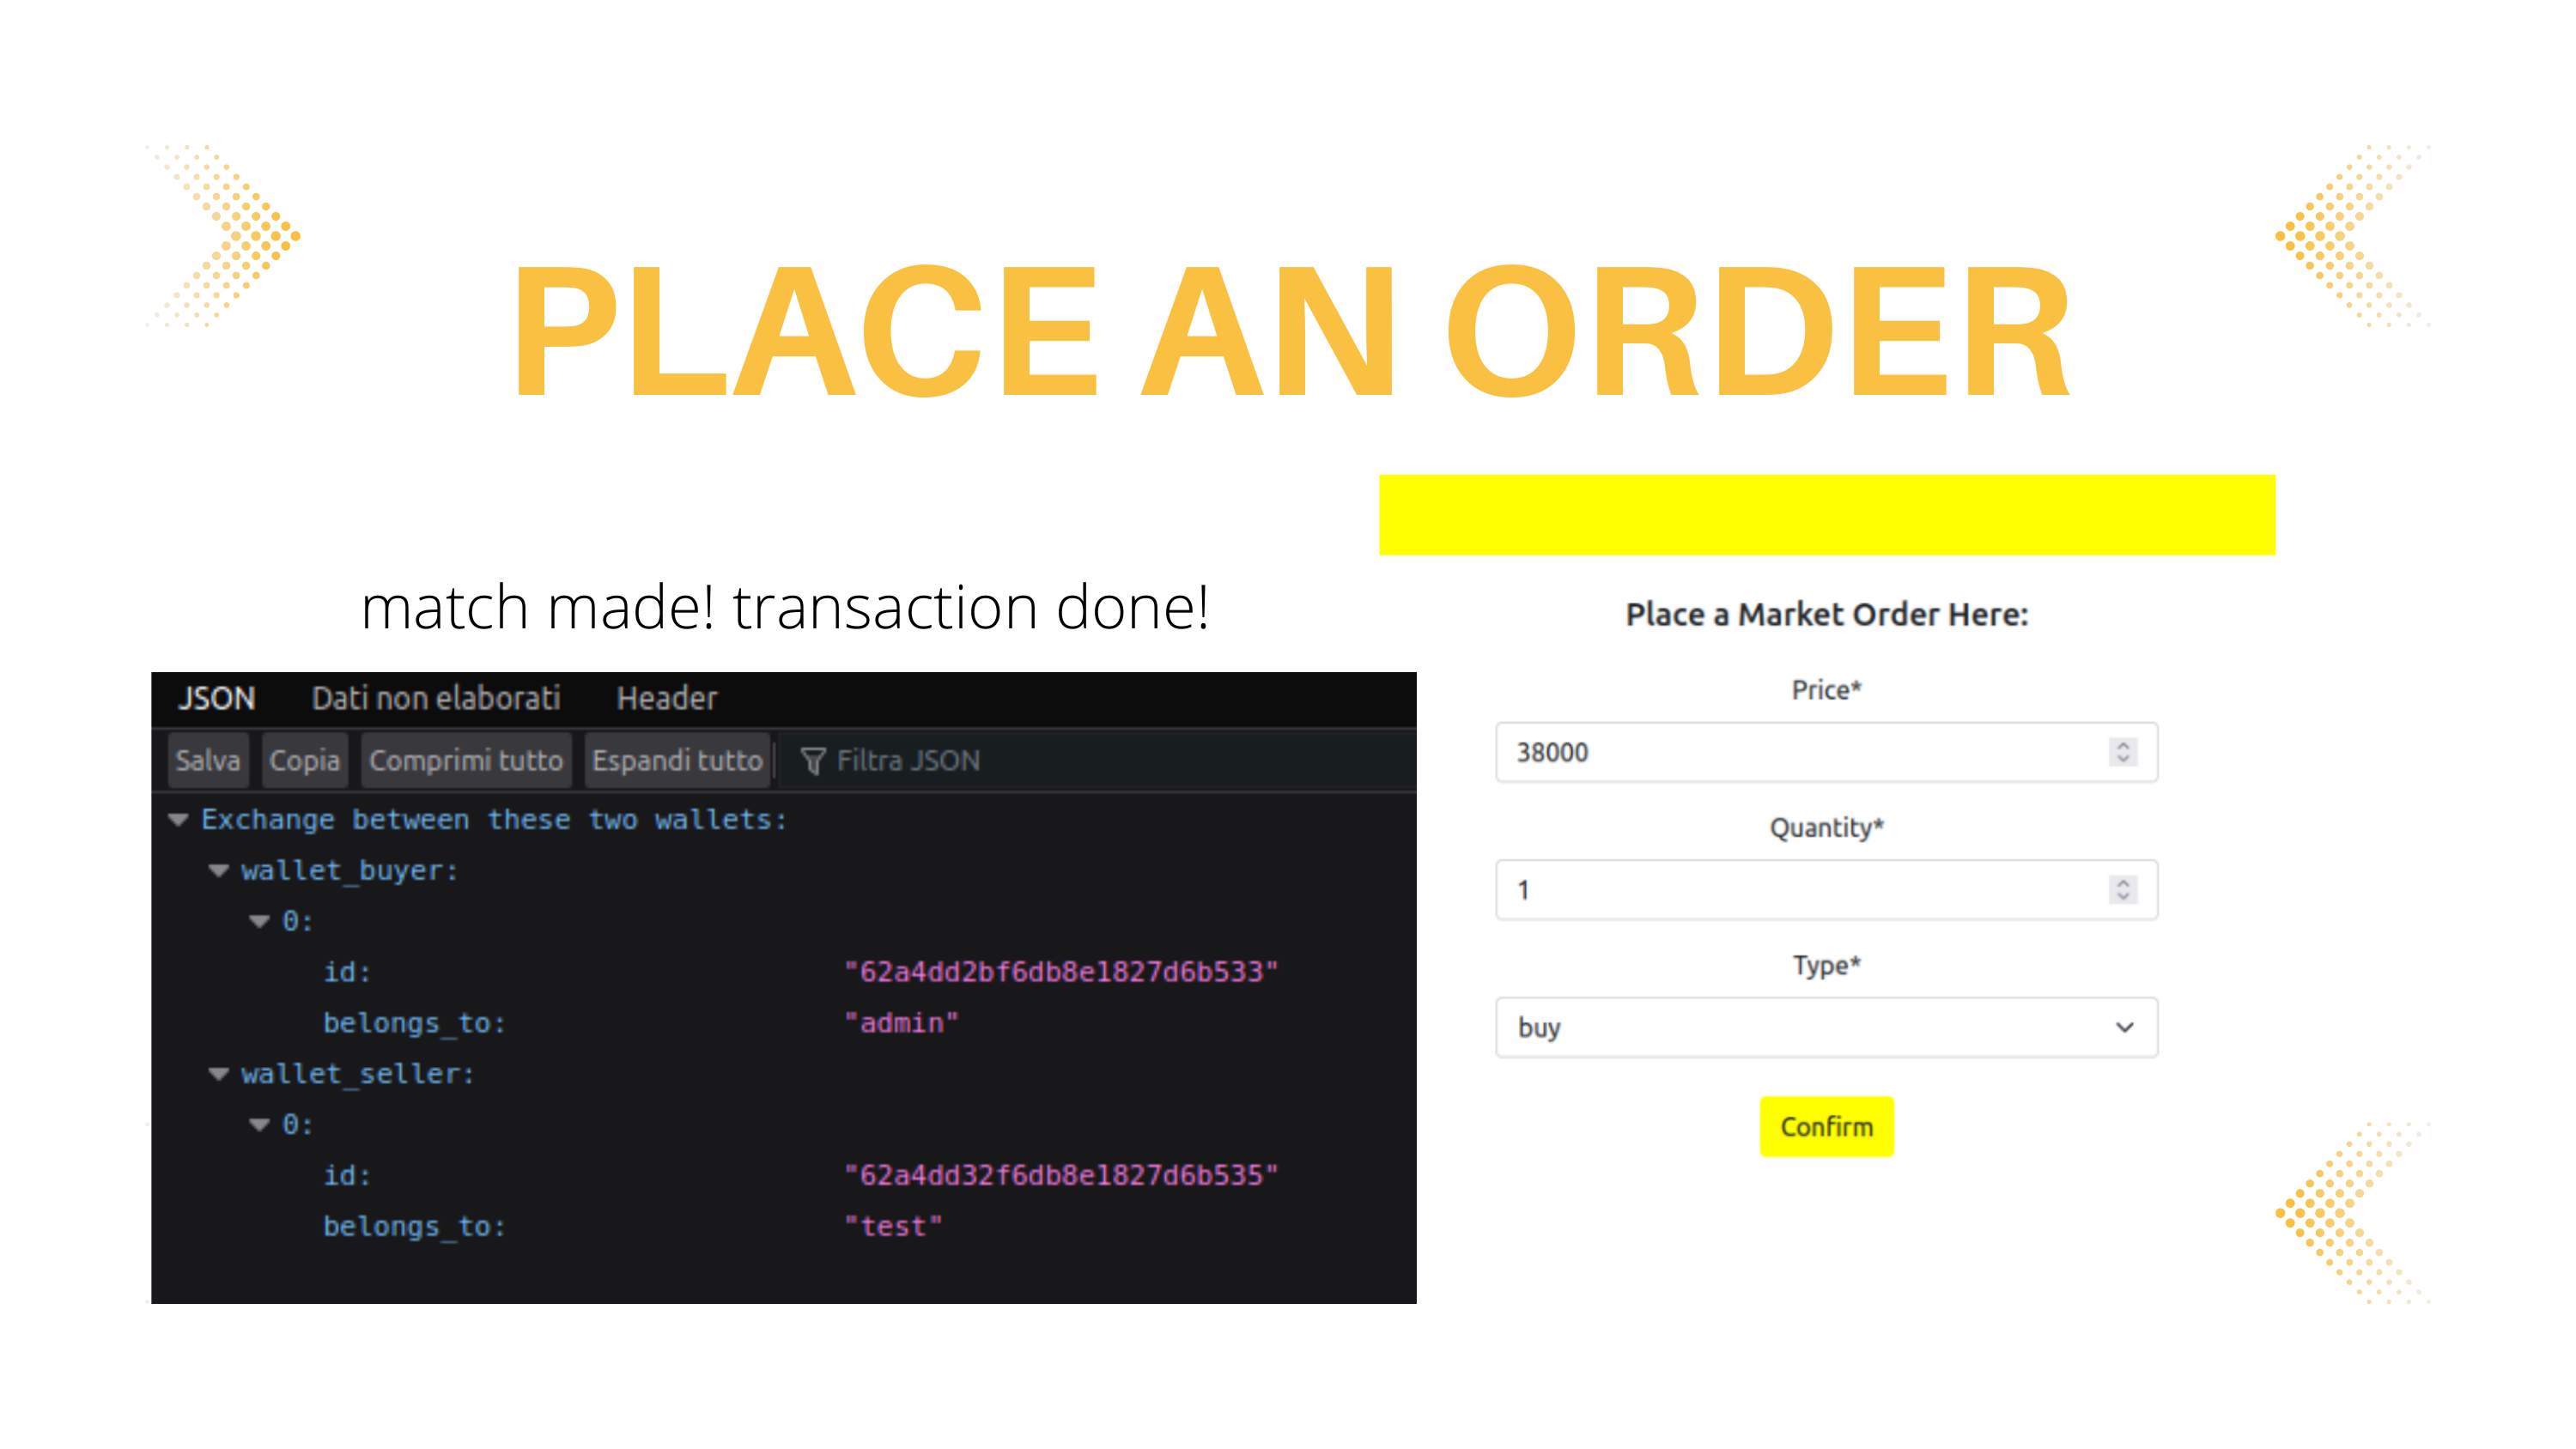 PLACE AN ORDER
match made! transaction done!
JSON Dati non elaborati Header
Salva Copia Comprimi tutto Espandi tutto Filtra JSON
Exchange between these two wallets:
wallet_buyer:
0:
id: "62a4dd2bf6db8e1827d6b533"
belongs_to: "admin"
wallet_seller:
0:
id: "62a4dd32f6db8e1827d6b535"
belongs_to: "test"
Place a Market Order Here:
Price*
38000
Quantity*
1
Type*
buy
Confirm